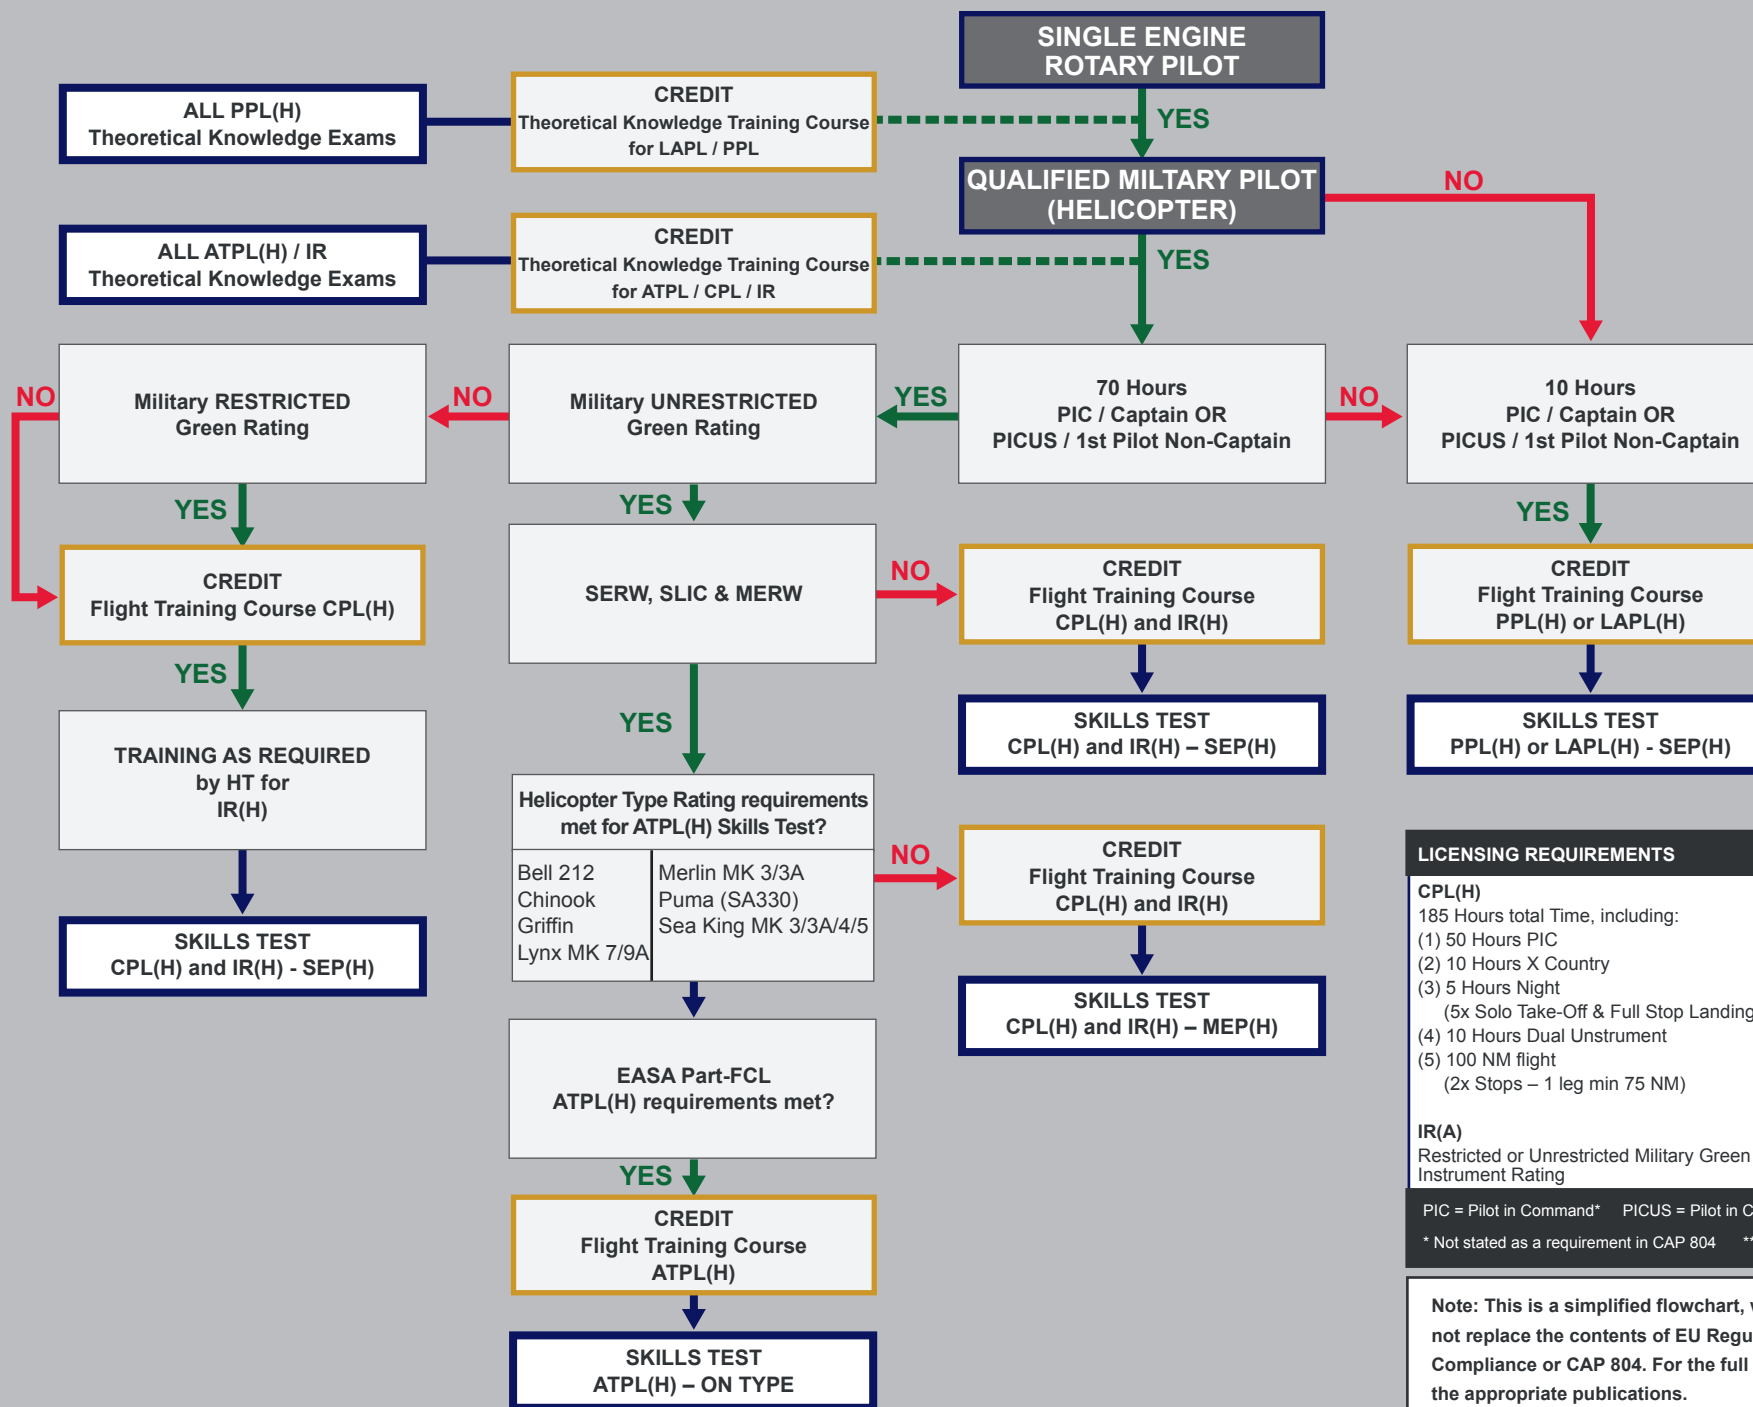 SINGLE ENGINE
ROTARY PILOT
ALL PPL(H)
Theoretical Knowledge Exams
CREDIT
Theoretical Knowledge Training Course
for LAPL / PPL
YES
QUALIFIED MILTARY PILOT
(HELICOPTER)
NO
ALL ATPL(H) / IR
Theoretical Knowledge Exams
CREDIT
Theoretical Knowledge Training Course
for ATPL / CPL / IR
YES
NO
Military RESTRICTED
Green Rating
NO
Military UNRESTRICTED
Green Rating
YES
70 Hours
PIC / Captain OR
PICUS / 1st Pilot Non-Captain
NO
10 Hours
PIC / Captain OR
PICUS / 1st Pilot Non-Captain
YES
YES
YES
CREDIT
Flight Training Course CPL(H)
SERW, SLIC & MERW
NO
CREDIT
Flight Training Course
CPL(H) and IR(H)
CREDIT
Flight Training Course
PPL(H) or LAPL(H)
YES
YES
TRAINING AS REQUIRED
by HT for
IR(H)
SKILLS TEST
CPL(H) and IR(H) – SEP(H)
SKILLS TEST
PPL(H) or LAPL(H) - SEP(H)
Helicopter Type Rating requirements
met for ATPL(H) Skills Test?
Bell 212
Chinook
Griffin
Lynx MK 7/9A
Merlin MK 3/3A
Puma (SA330)
Sea King MK 3/3A/4/5
NO
CREDIT
Flight Training Course
CPL(H) and IR(H)
SKILLS TEST
CPL(H) and IR(H) - SEP(H)
SKILLS TEST
CPL(H) and IR(H) – MEP(H)
EASA Part-FCL
ATPL(H) requirements met?
YES
CREDIT
Flight Training Course
ATPL(H)
SKILLS TEST
ATPL(H) – ON TYPE
LICENSING REQUIREMENTS
CPL(H)
185 Hours total Time, including:
(1) 50 Hours PIC
(2) 10 Hours X Country
(3) 5 Hours Night
(5x Solo Take-Off & Full Stop Landing
(4) 10 Hours Dual Unstrument
(5) 100 NM flight
(2x Stops – 1 leg min 75 NM)
IR(A)
Restricted or Unrestricted Military Green
Instrument Rating
PIC = Pilot in Command* PICUS = Pilot in
* Not stated as a requirement in CAP 804 **
Note: This is a simplified flowchart,
not replace the contents of EU
Compliance or CAP 804. For the full
the appropriate publications.